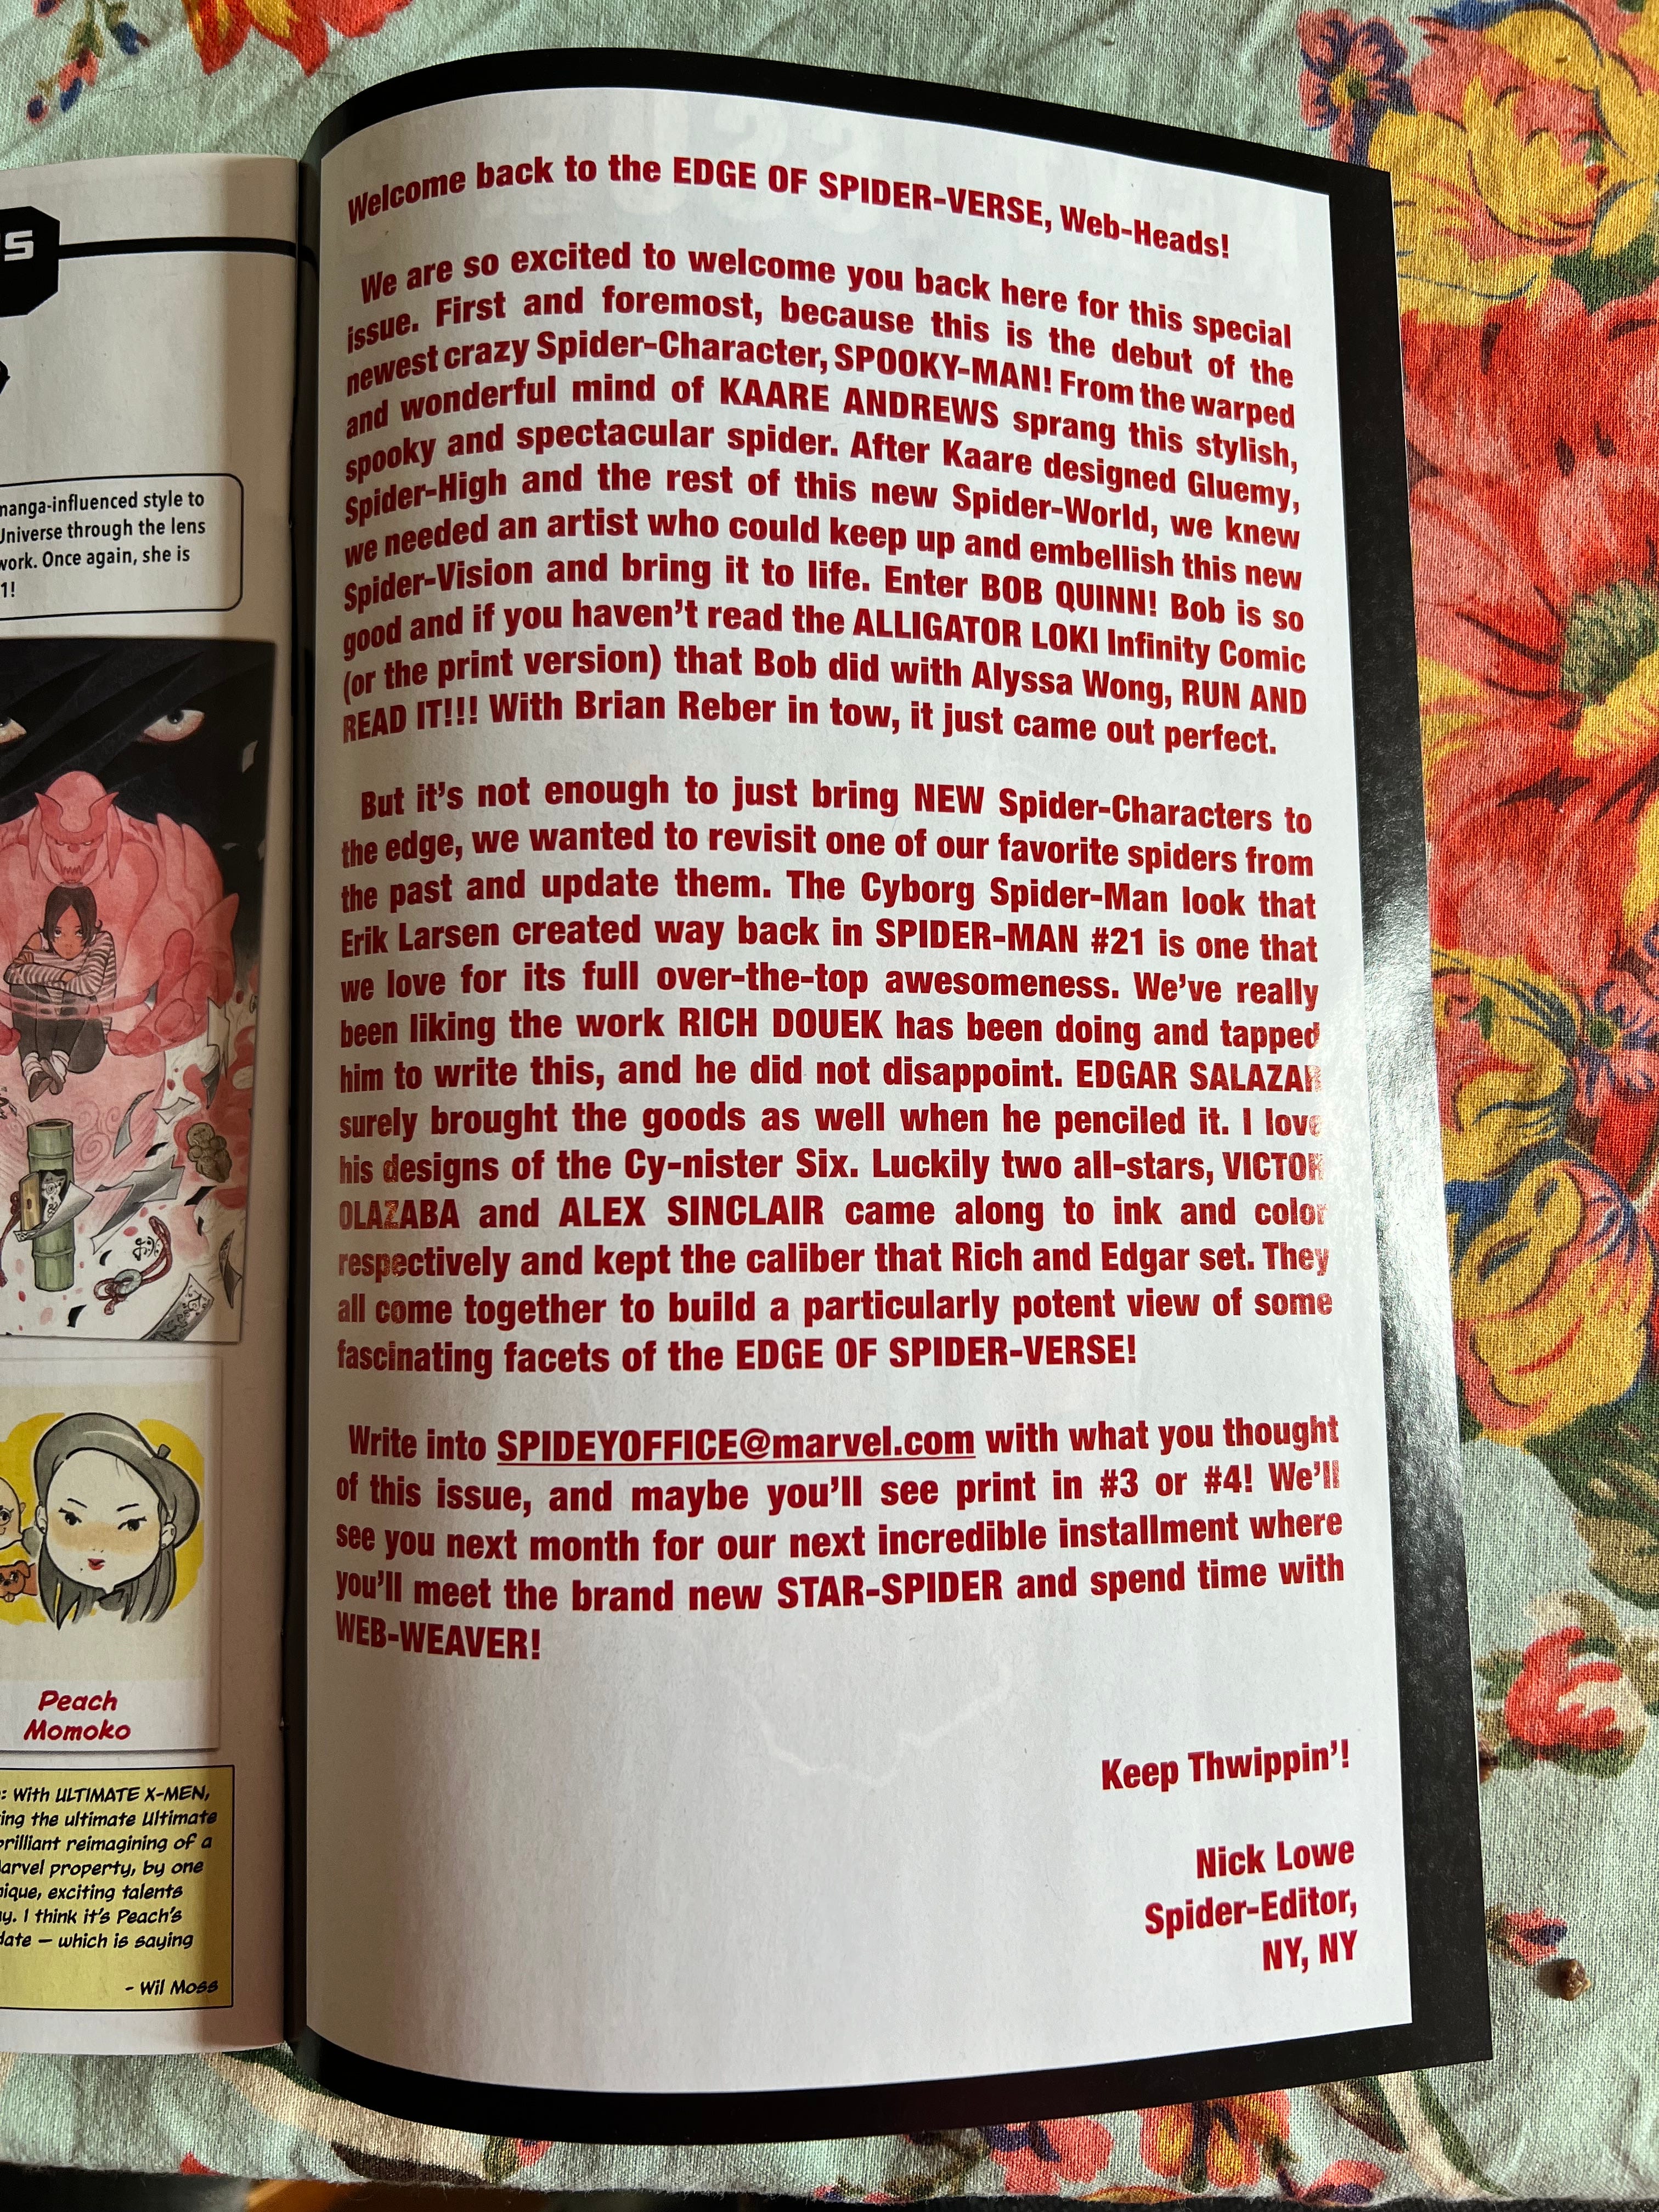 US
manga-influenced style to
Universe through the lens
work. Once again, she is
1!
Peach
Momoko
: With ULTIMATE X-MEN,
ing the ultimate Ultimate
brilliant reimagining of a
Marvel property, by one
nique, exciting talents
y. I think it's Peach's
date — which is saying
- Wil Moss
Welcome back to the EDGE OF SPIDER-VERSE, Web-Heads!
We are so excited to welcome you back here for this special
issue. First and foremost, because this is the debut of the
newest crazy Spider-Character, SPOOKY-MAN! From the warped
and wonderful mind of KAARE ANDREWS sprang this stylish,
spooky and spectacular spider. After Kaare designed Gluemy,
Spider-High and the rest of this new Spider-World, we knew
we needed an artist who could keep up and embellish this new
Spider-Vision and bring it to life. Enter BOB QUINN! Bob is so
good and if you haven't read the ALLIGATOR LOKI Infinity Comic
(or the print version) that Bob did with Alyssa Wong, RUN AND
READ IT!!! With Brian Reber in tow, it just came out perfect.
But it's not enough to just bring NEW Spider-Characters to
the edge, we wanted to revisit one of our favorite spiders from
the past and update them. The Cyborg Spider-Man look that
Erik Larsen created way back in SPIDER-MAN #21 is one that
we love for its full over-the-top awesomeness. We've really
been liking the work RICH DOUEK has been doing and tapped
him to write this, and he did not disappoint. EDGAR SALAZAR
surely brought the goods as well when he penciled it. I love
his designs of the Cy-nister Six. Luckily two all-stars, VICTOR
OLAZABA and ALEX SINCLAIR came along to ink and color
respectively and kept the caliber that Rich and Edgar set. They
all come together to build a particularly potent view of some
fascinating facets of the EDGE OF SPIDER-VERSE!
Write into SPIDEYOFFICE@marvel.com with what you thought
of this issue, and maybe you'll see print in #3 or #4! We'll
see you next month for our next incredible installment where
you'll meet the brand new STAR-SPIDER and spend time with
WEB-WEAVER!
Keep Thwippin'!
Nick Lowe
Spider-Editor,
NY, NY